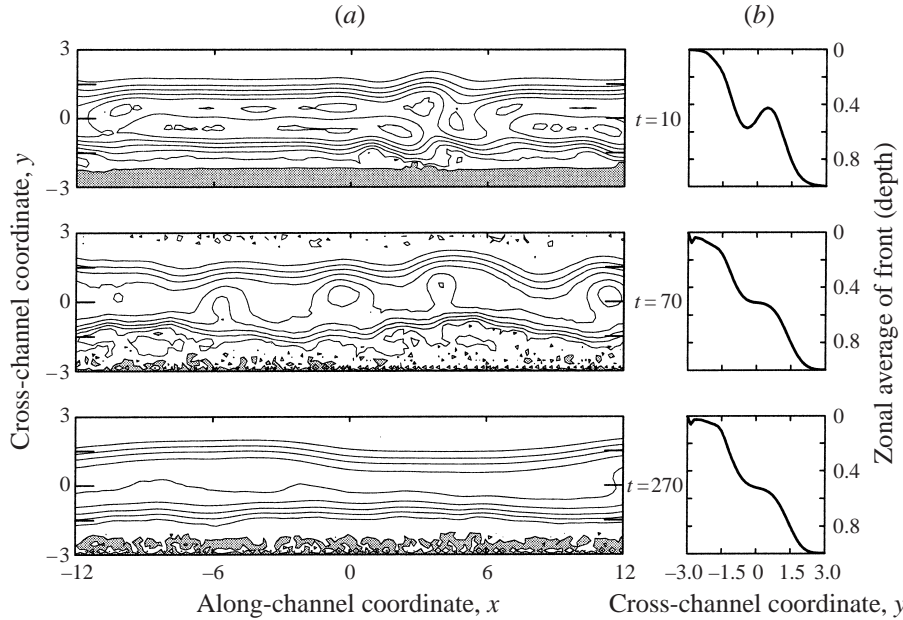 (a) (b)
3
0
−3
t = 10
0
0.4
0.8
3
0
−3
t = 70
0
0.4
0.8
3
0
−3
t = 270
0
0.4
0.8
−12 −6 0 6 12
−3.0 −1.5 0 1.5 3.0
Along-channel coordinate, x
Cross-channel coordinate, y
Cross-channel coordinate, y
Zonal average of front (depth)